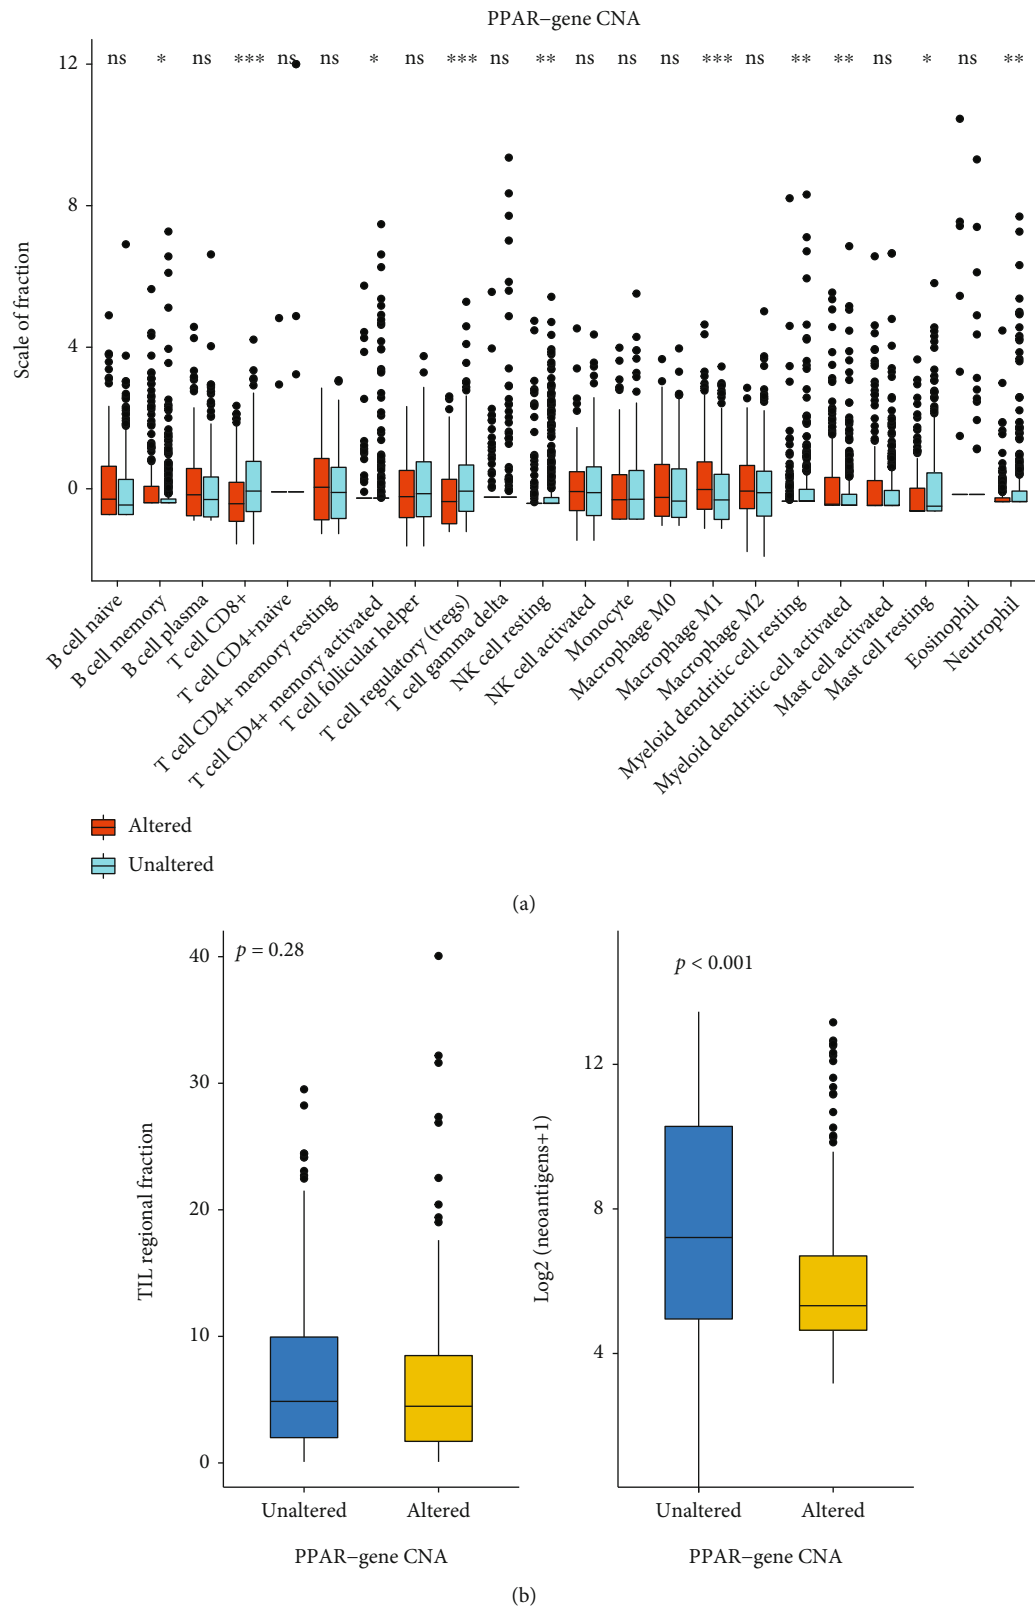 PPAR–gene CNA
12
8
4
0
Scale of fraction
ns * ns *** ns ns * ns *** ns ** ns ns ns *** ns ** ** ns * ns **
B cell naive
B cell memory
B cell plasma
T cell CD8+
T cell CD4+naive
T cell CD4+ memory resting
T cell CD4+ memory activated
T cell follicular helper
T cell regulatory (tregs)
T cell gamma delta
NK cell resting
NK cell activated
Monocyte
Macrophage M0
Macrophage M1
Macrophage M2
Myeloid dendritic cell resting
Myeloid dendritic cell activated
Mast cell activated
Mast cell resting
Eosinophil
Neutrophil
Altered
Unaltered
(a)
p = 0.28
40
30
20
10
0
TIL regional fraction
Unaltered Altered
PPAR–gene CNA
p < 0.001
12
8
4
Log2 (neoantigens+1)
Unaltered Altered
PPAR–gene CNA
(b)